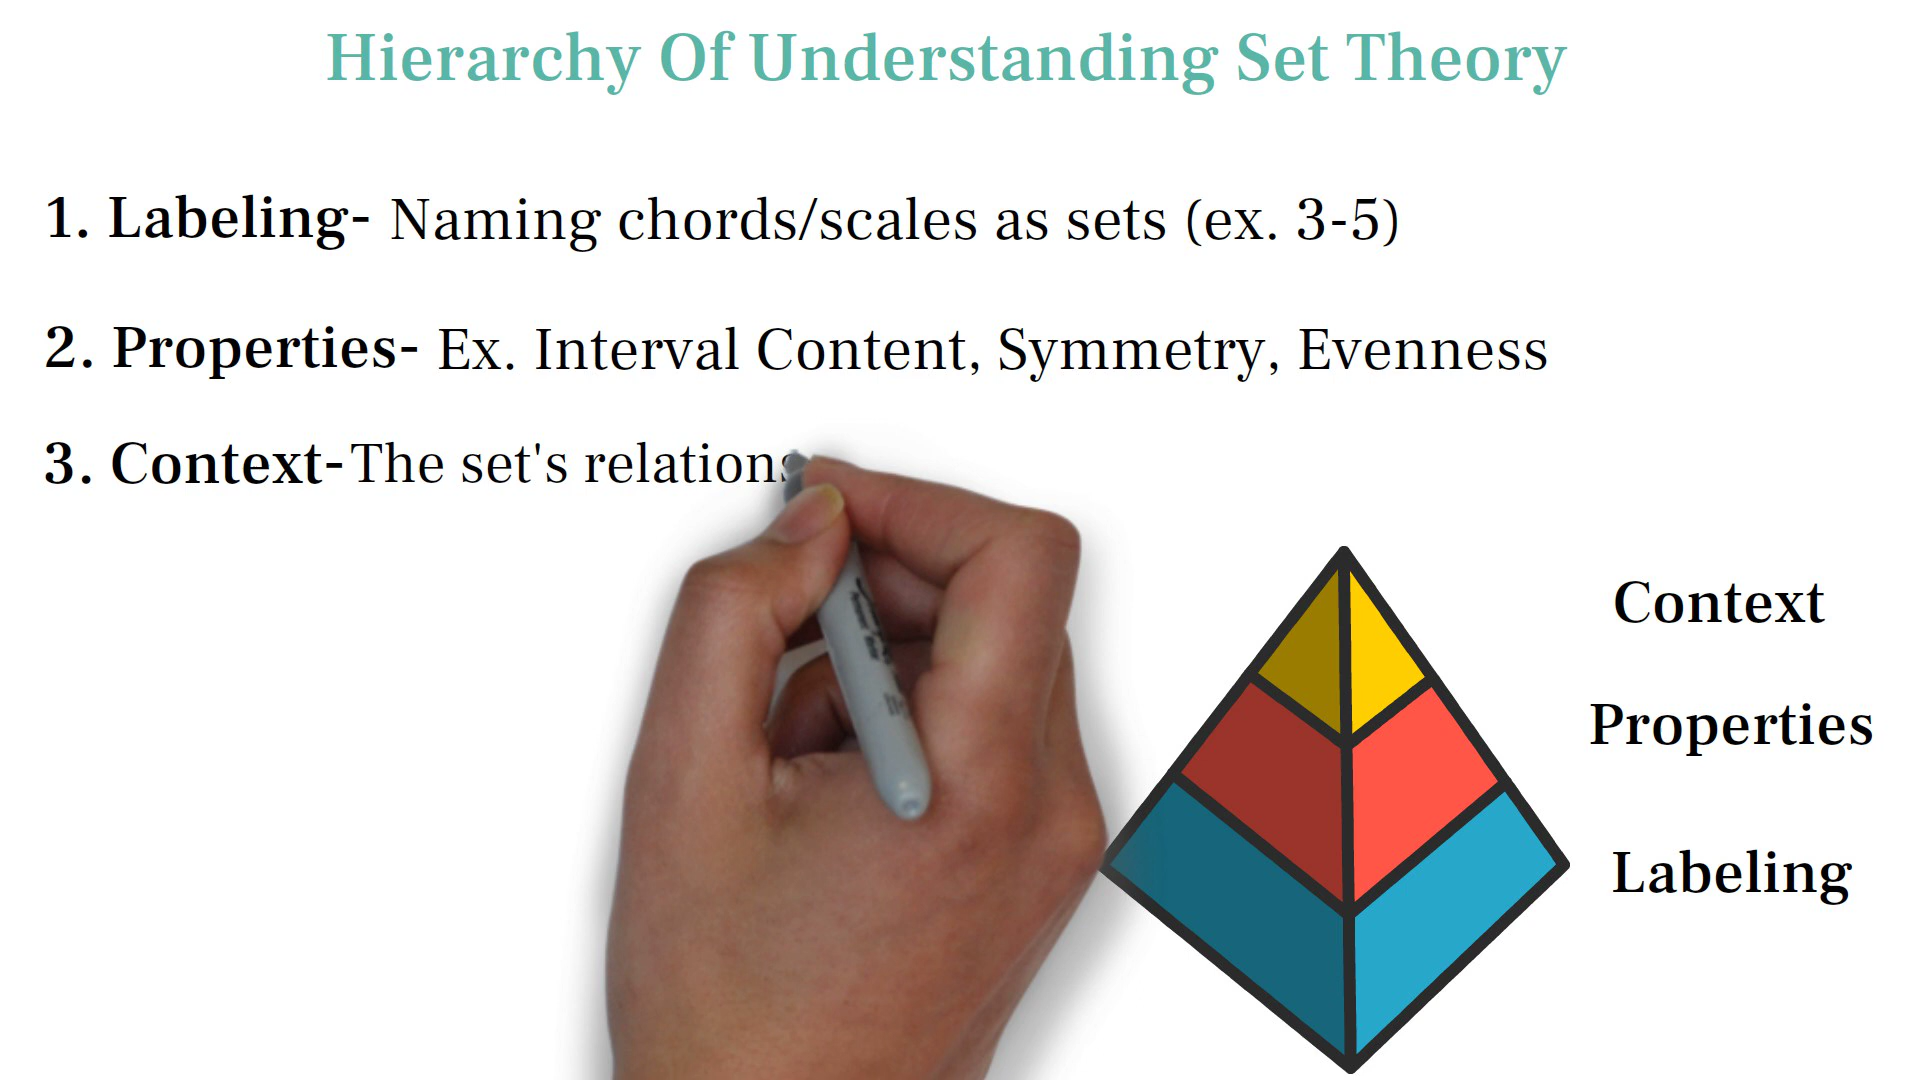 Hierarchy Of Understanding Set Theory
1. Labeling- Naming chords/scales as sets (ex. 3-5)
2. Properties- Ex. Interval Content, Symmetry, Evenness
3. Context- The set's relations
Context
Properties
Labeling